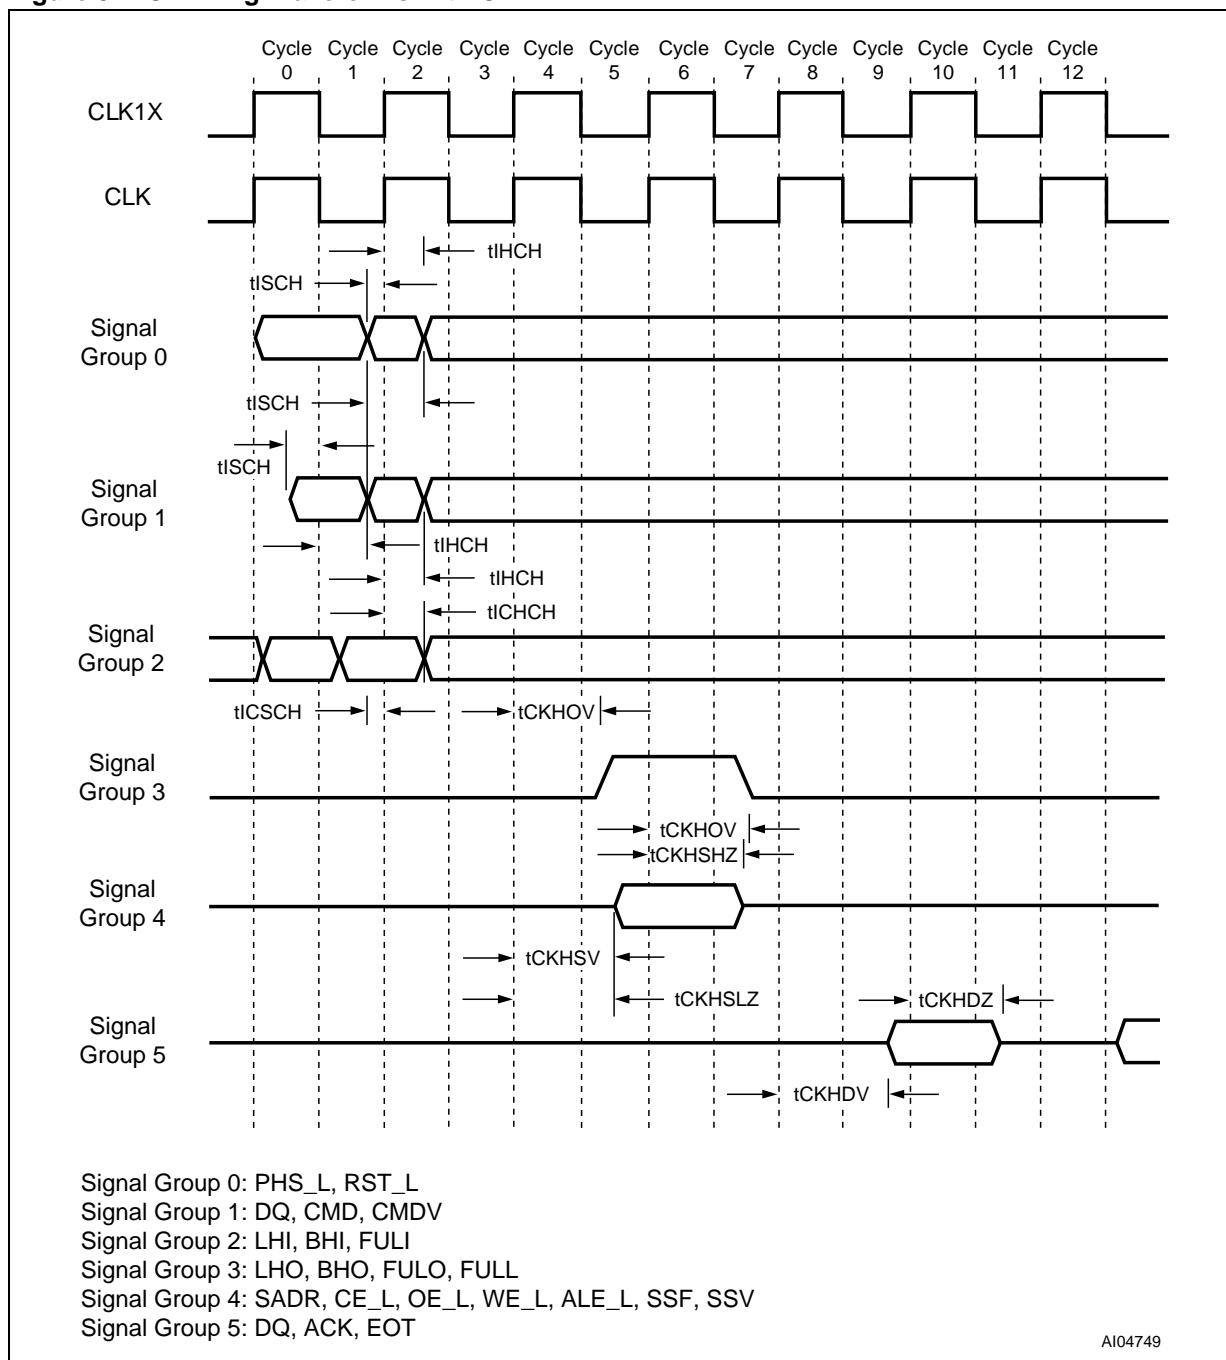 Cycle Cycle Cycle Cycle Cycle Cycle Cycle Cycle Cycle Cycle Cycle Cycle Cycle
0 1 2 3 4 5 6 7 8 9 10 11 12
CLK1X
CLK
tIHCH
tISCH
Signal
Group 0
tISCH
tISCH
Signal
Group 1
tIHCH
tIHCH
tICHCH
Signal
Group 2
tICSCH
tCKHOV
Signal
Group 3
tCKHOV
tCKHSHZ
Signal
Group 4
tCKHSV
tCKHSLZ
tCKHDZ
Signal
Group 5
tCKHDV
Signal Group 0: PHS_L, RST_L
Signal Group 1: DQ, CMD, CMDV
Signal Group 2: LHI, BHI, FULI
Signal Group 3: LHO, BHO, FULO, FULL
Signal Group 4: SADR, CE_L, OE_L, WE_L, ALE_L, SSF, SSV
Signal Group 5: DQ, ACK, EOT
AI04749